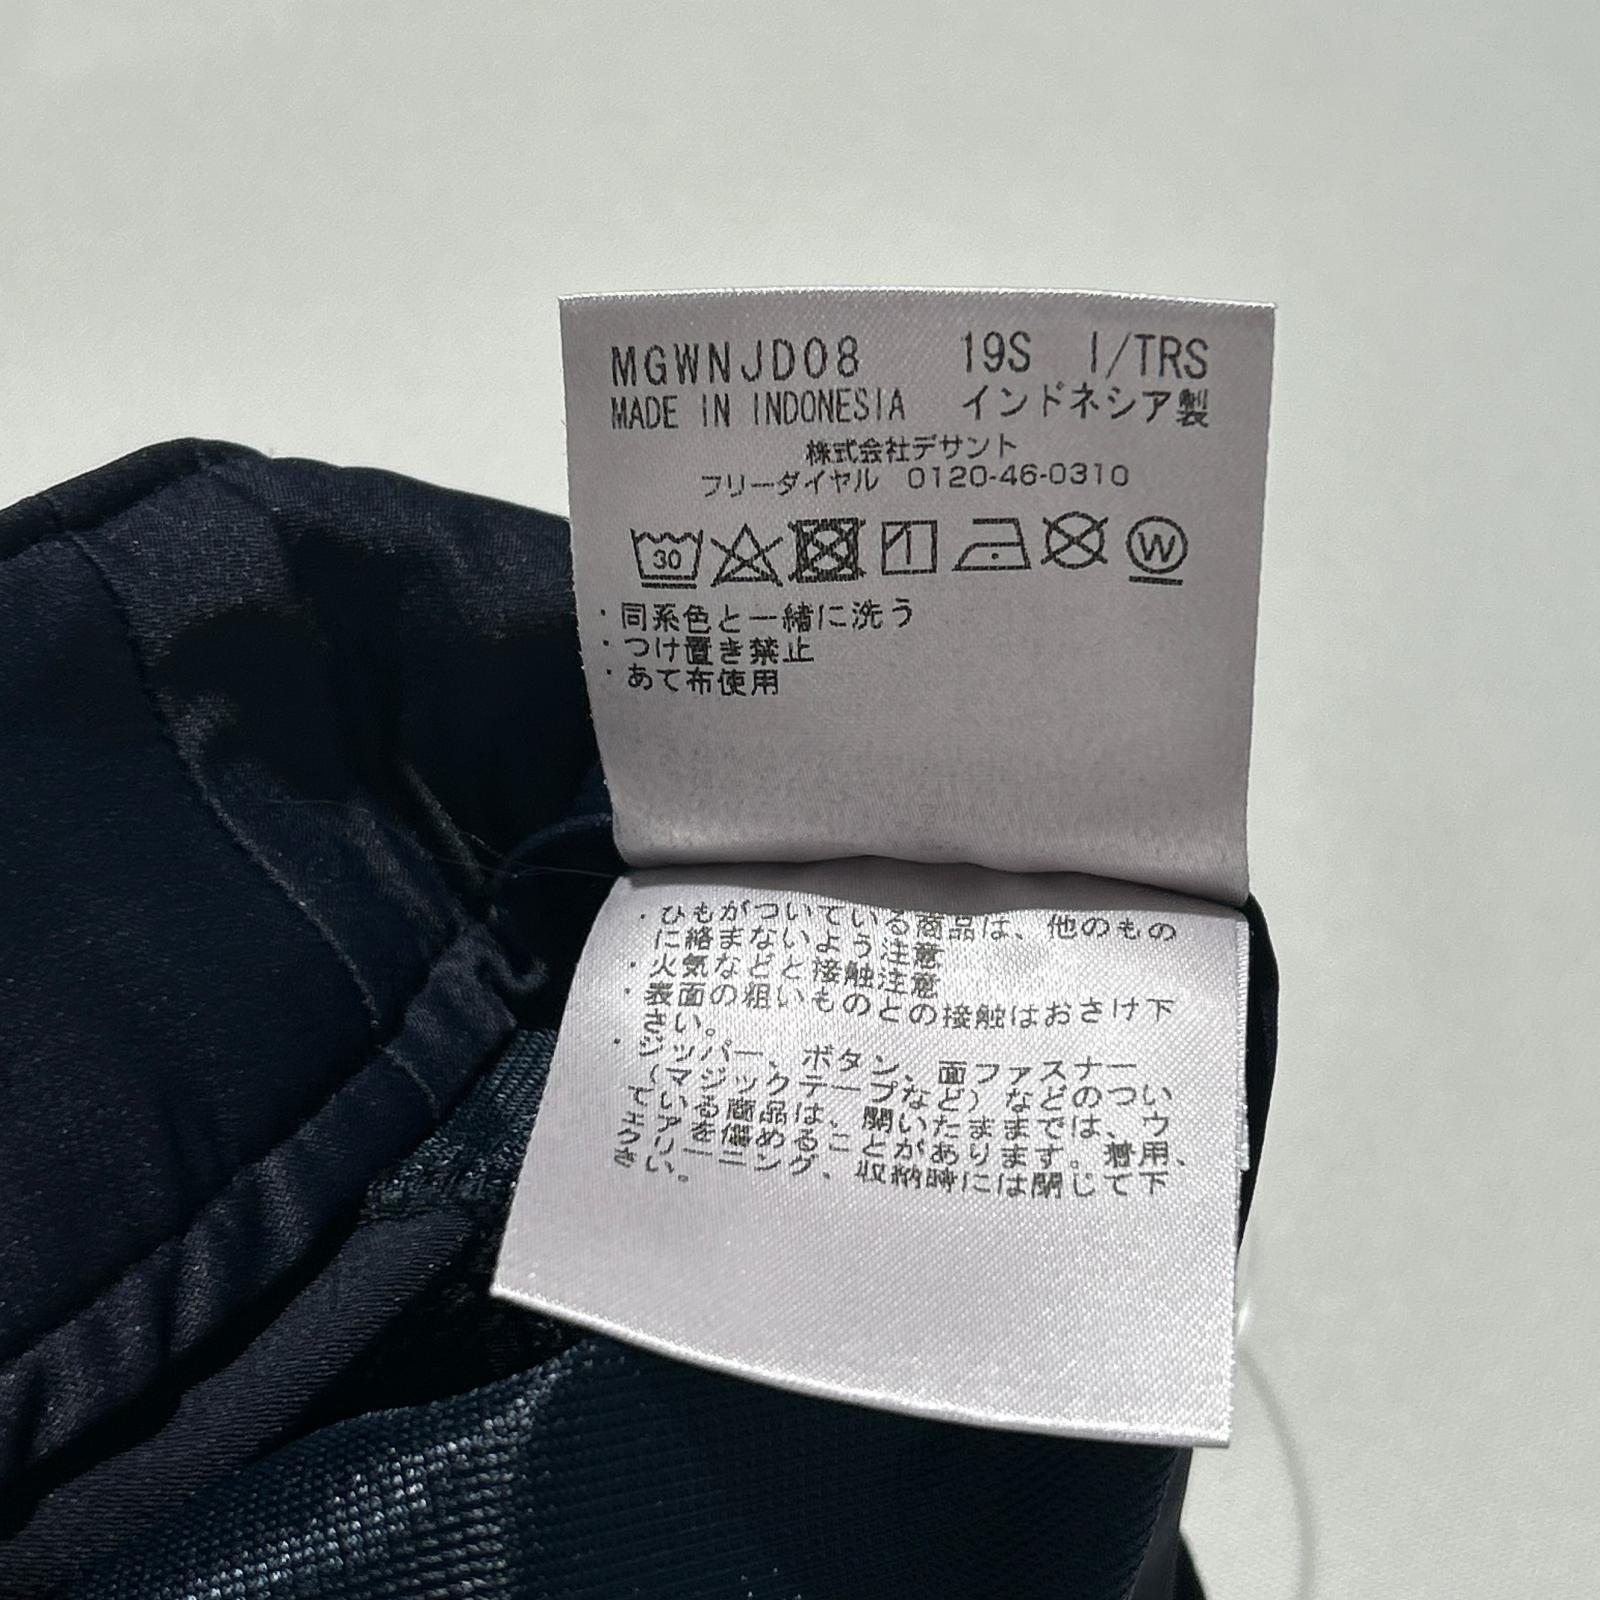 MGWNJD08 19S I/TRS
MADE IN INDONESIA インドネシア製
株式会社デサント
フリーダイヤル 0120-46-0310
30 W
・同系色と一緒に洗う
・つけ置き禁止
・あて布使用
・ひもがついている商品は、他のもの
に絡まないよう注意
・火気などと接触注意
・表面の粗いものとの接触はおさけ下
さい。
・ジッパー、ボタン、面ファスナー
（マジックテープなど）などのつい
ている商品は、開いたままでは、ウ
ェアを傷めることがあります。着用、
クリーニング、収納時には閉じて下
さい。